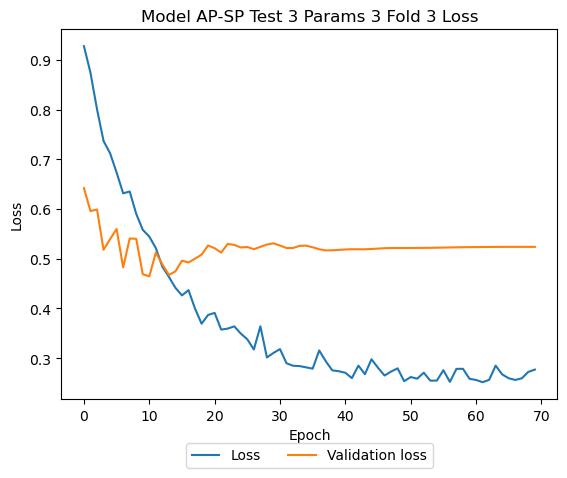 Model AP-SP Test 3 Params 3 Fold 3 Loss
Loss
0.9
0.8
0.7
0.6
0.5
0.4
0.3
0 10 20 30 40 50 60 70
Epoch
Loss Validation loss